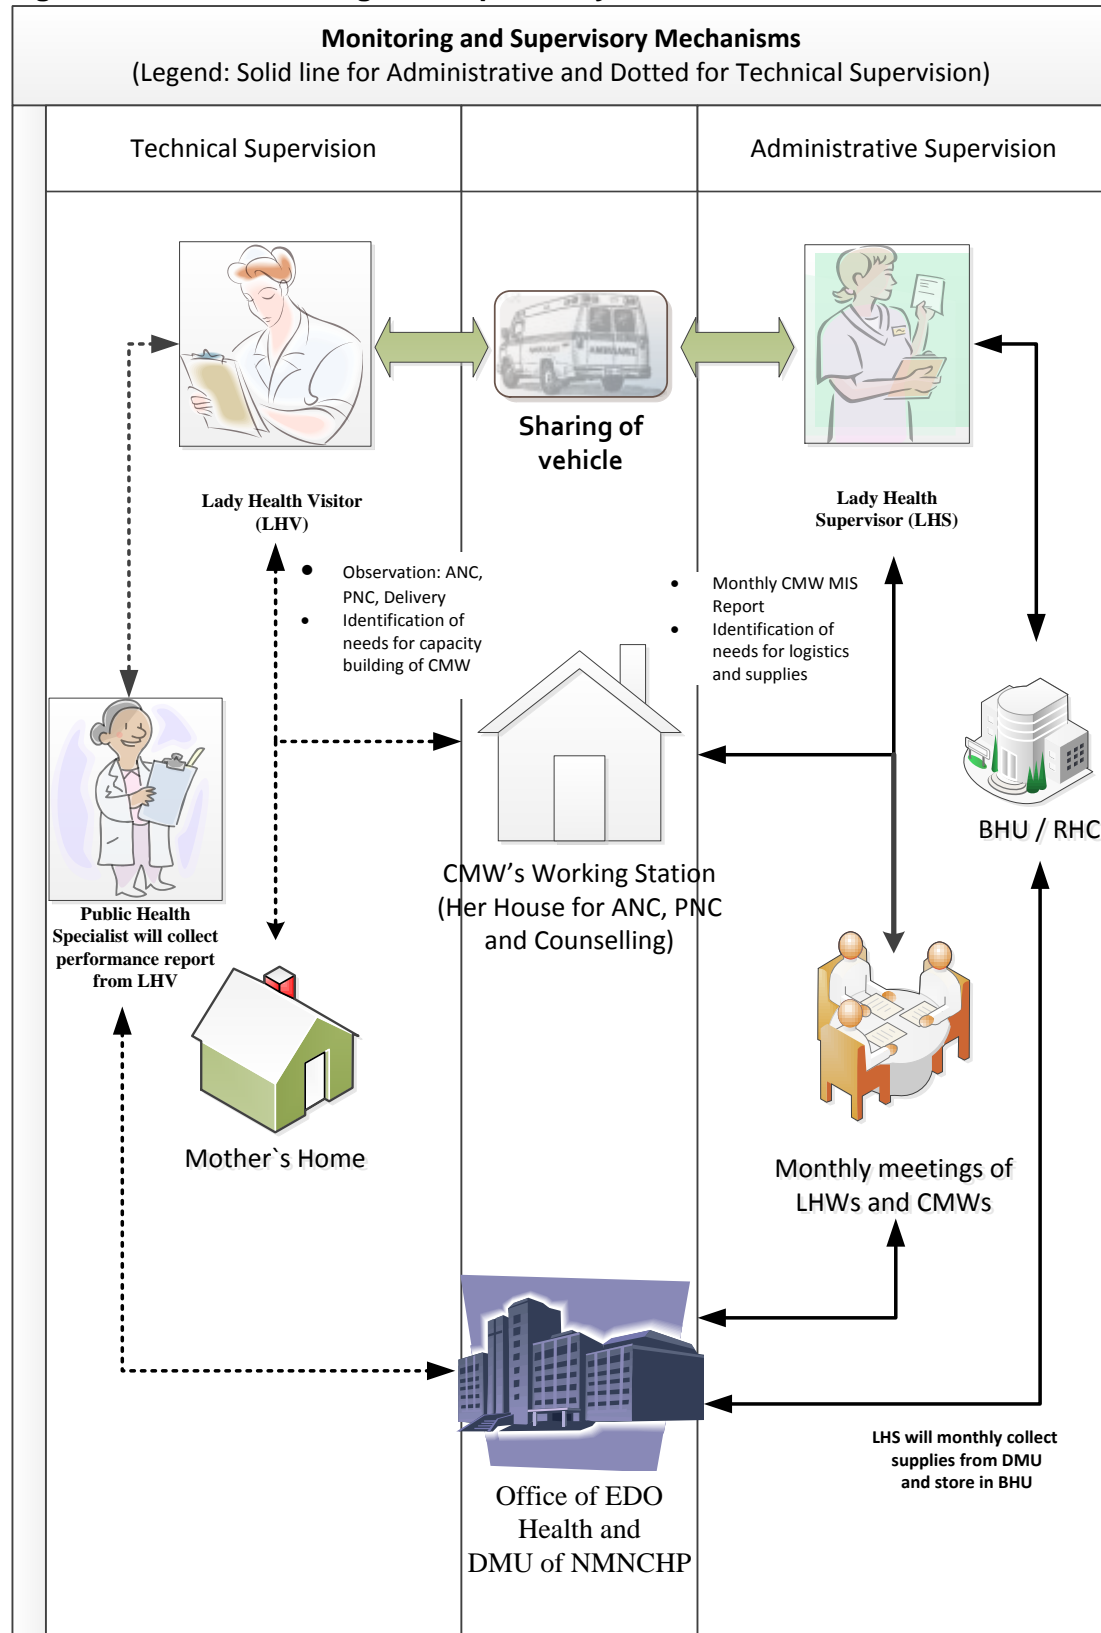 Monitoring and Supervisory Mechanisms
(Legend: Solid line for Administrative and Dotted for Technical Supervision)
Technical Supervision
Administrative Supervision
AMBULANCE
Sharing of
vehicle
Lady Health Visitor
(LHV)
Lady Health
Supervisor (LHS)
• Observation: ANC,
PNC, Delivery
• Identification of
needs for capacity
building of CMW
• Monthly CMW MIS
Report
• Identification of
needs for logistics
and supplies
BHU / RHC
CMW's Working Station
(Her House for ANC, PNC
and Counselling)
Public Health
Specialist will collect
performance report
from LHV
Mother`s Home
Monthly meetings of
LHWs and CMWs
LHS will monthly collect
supplies from DMU
and store in BHU
Office of EDO
Health and
DMU of NMNCHP